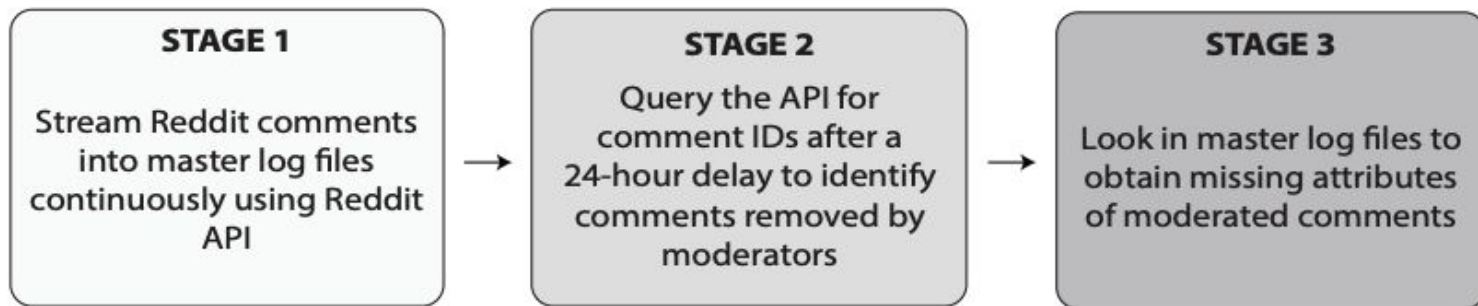 STAGE 1
Stream Reddit comments
into master log files
continuously using Reddit
API
STAGE 2
Query the API for
comment IDs after a
24-hour delay to identify
comments removed by
moderators
STAGE 3
Look in master log files to
obtain missing attributes
of moderated comments